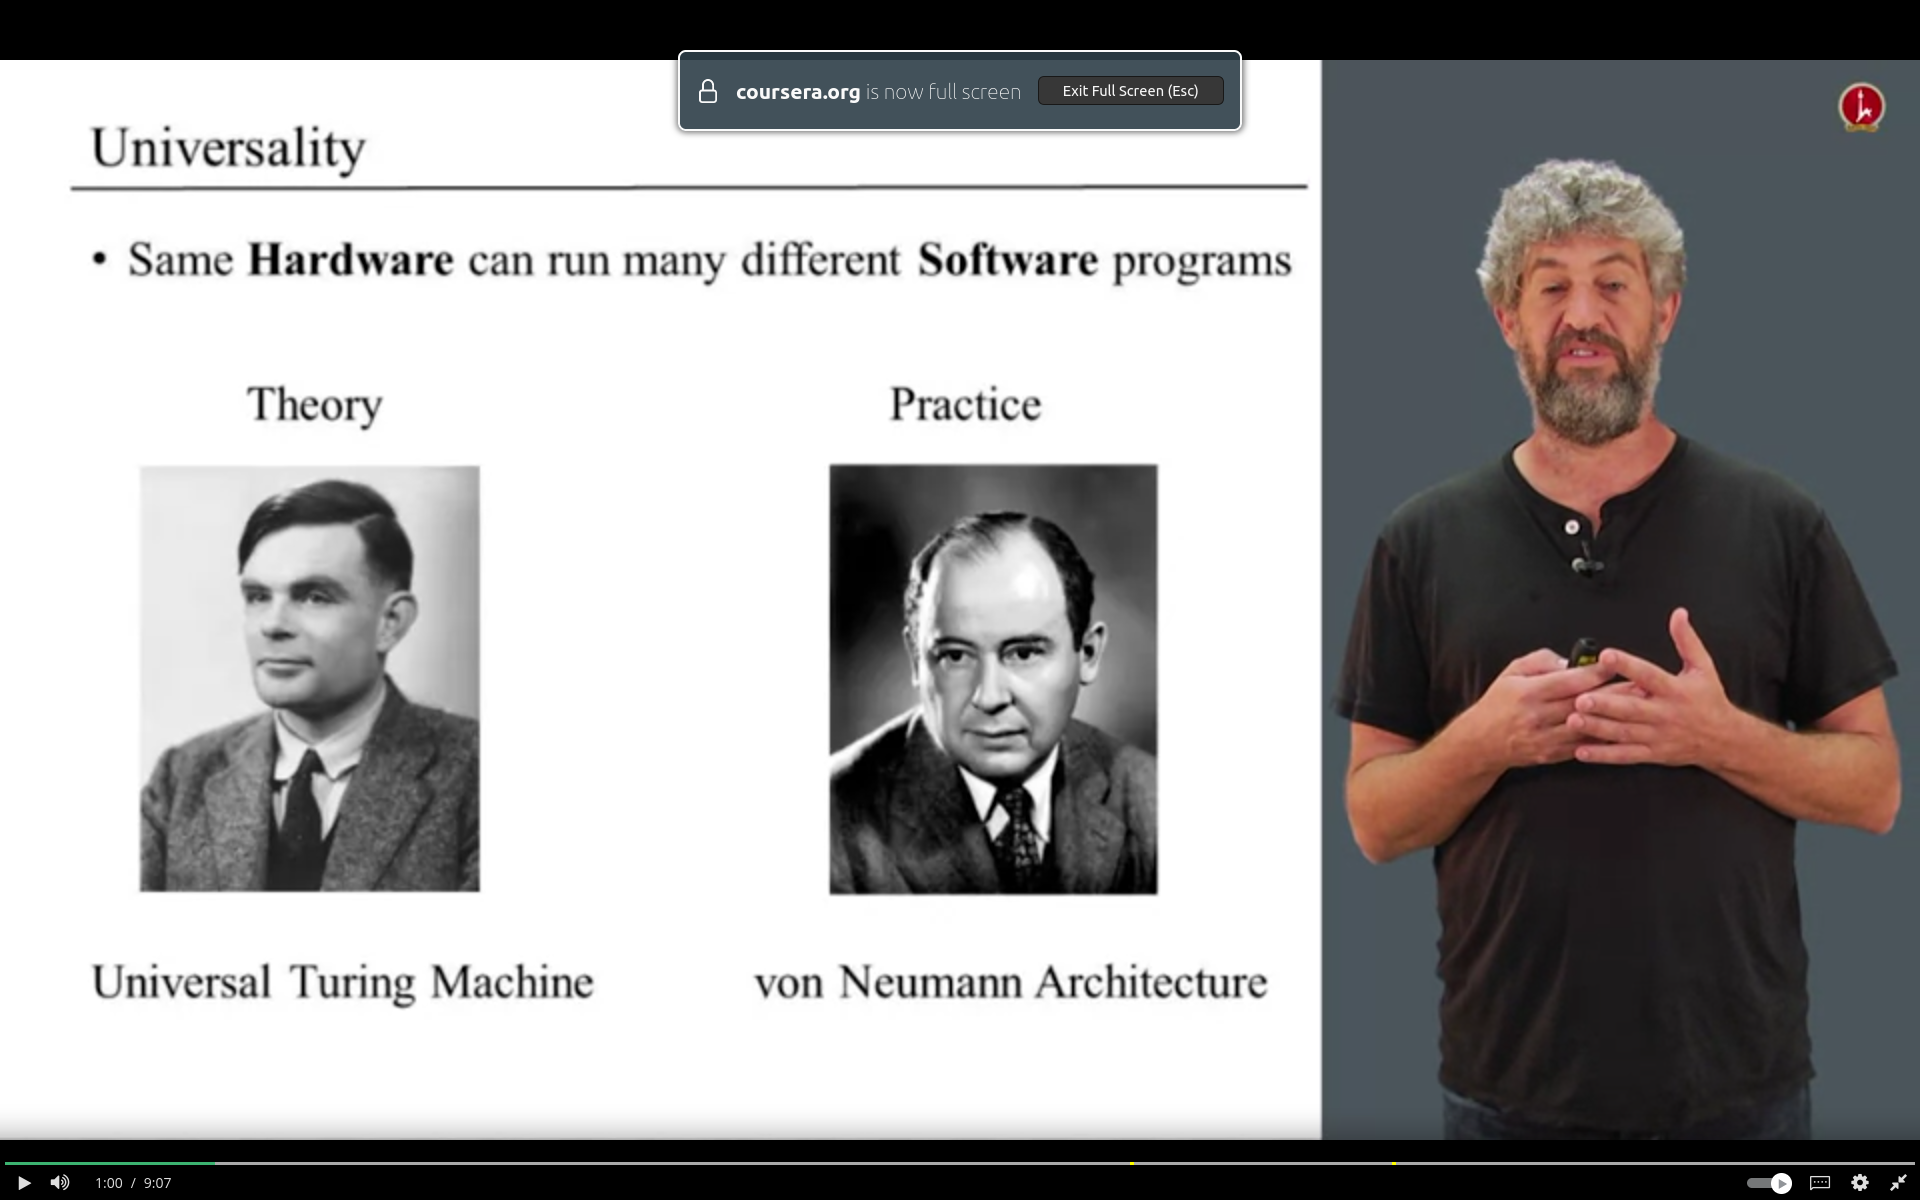 coursera.org is now full screen Exit Full Screen (Esc)
Universality
• Same Hardware can run many different Software programs
Theory
Practice
Universal Turing Machine
von Neumann Architecture
1:00 / 9:07